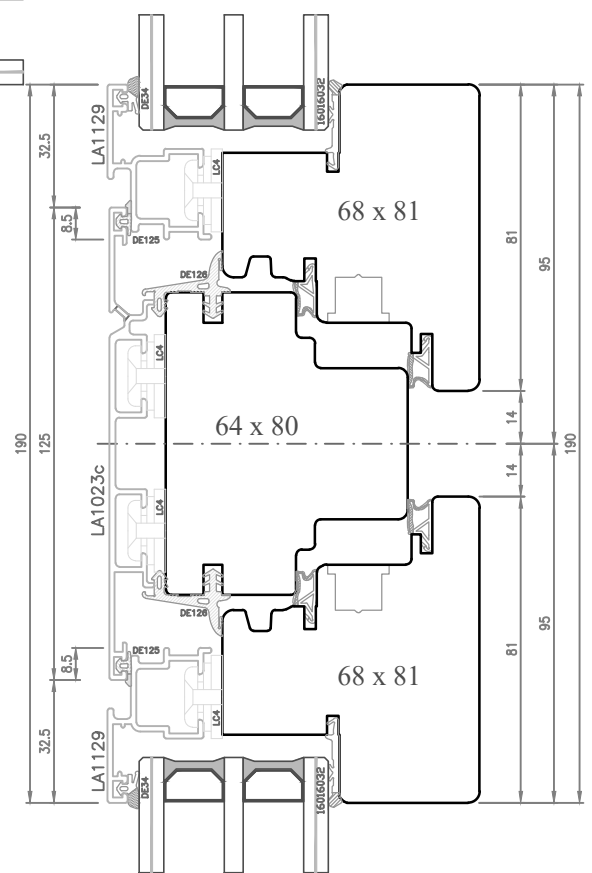 DE34
16016032
LA1129
32.5
LC4
68 x 81
8.5
DE125
81
95
DE126
LC4
14
190
125
64 x 80
190
LA1023c
14
LC4
DE126
81
95
8.5
DE125
68 x 81
LC4
32.5
LA1129
DE34
16016032